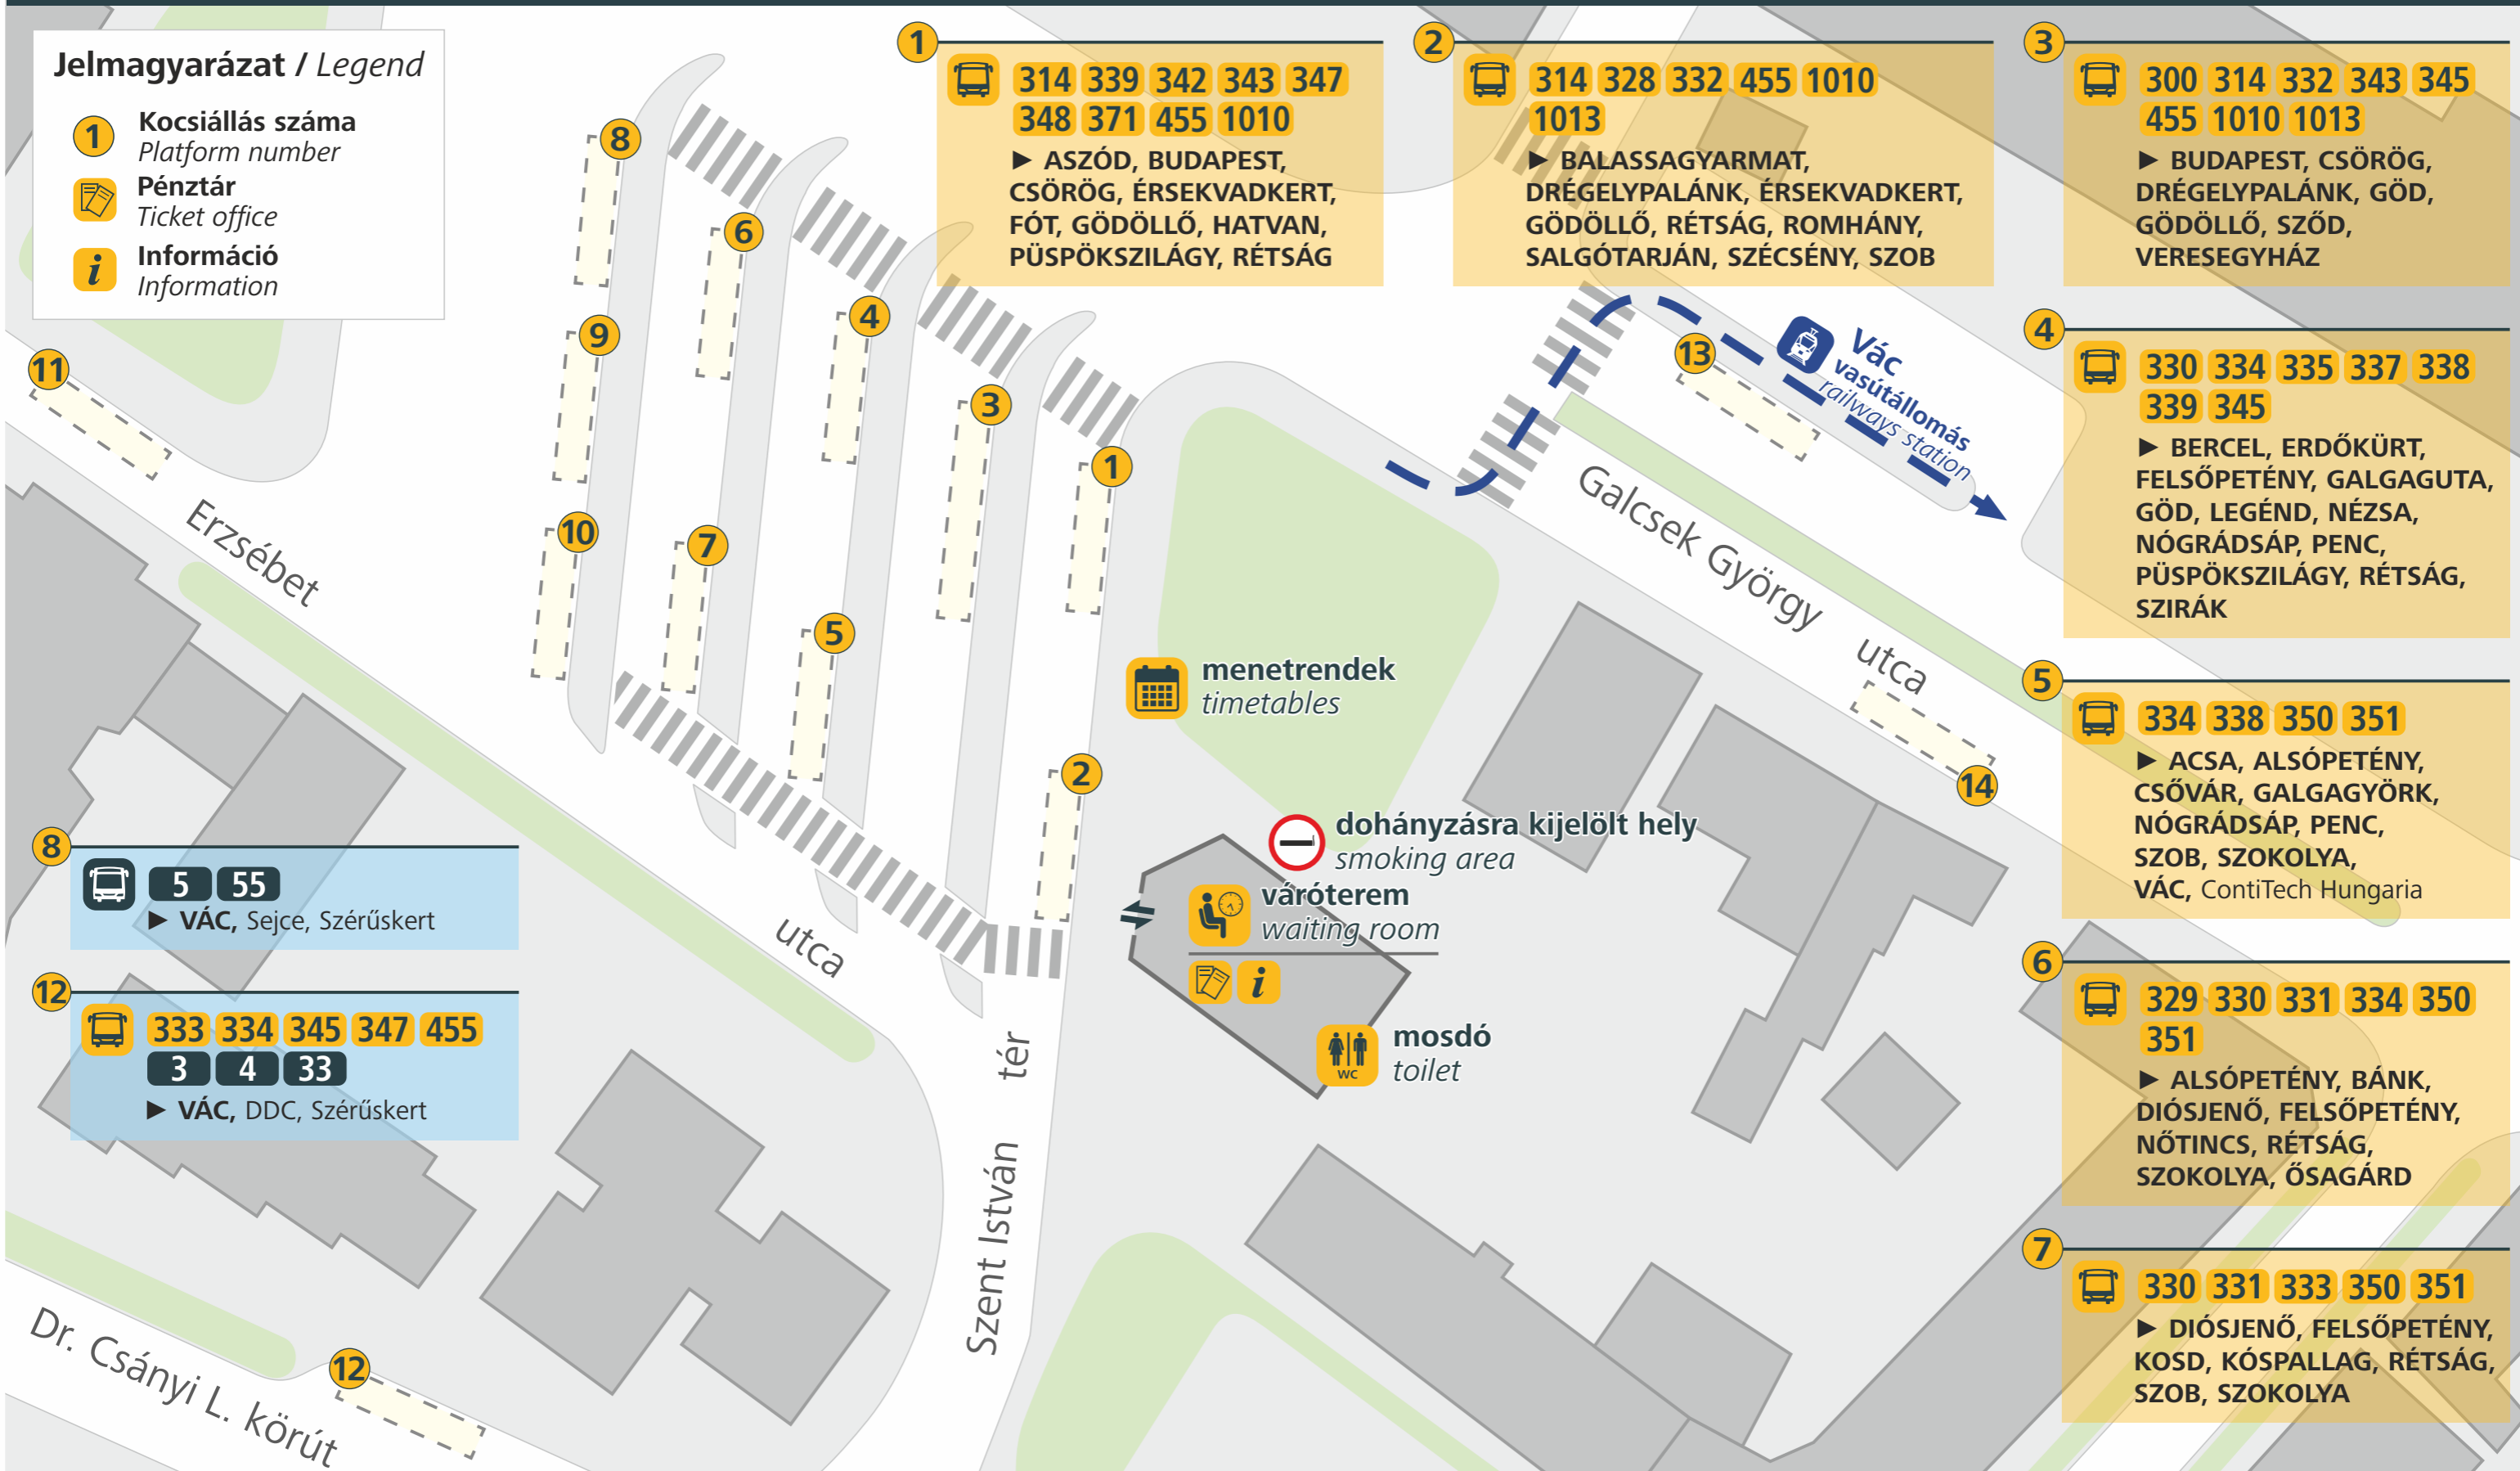 Jelmagyarázat / Legend
1
Kocsiállás száma
Platform number
Pénztár
Ticket office
i
Információ
Information
1
314 339 342 343 347
348 371 455 1010
▶ ASZÓD, BUDAPEST,
CSÖRÖG, ÉRSEKVADKERT,
FÓT, GÖDÖLLŐ, HATVAN,
PÜSPÖKSZILÁGY, RÉTSÁG
2
314 328 332 455 1010
1013
▶ BALASSAGYARMAT,
DRÉGELYPALÁNK, ÉRSEKVADKERT,
GÖDÖLLŐ, RÉTSÁG, ROMHÁNY,
SALGÓTARJÁN, SZÉCSÉNY, SZOB
3
300 314 332 343 345
455 1010 1013
▶ BUDAPEST, CSÖRÖG,
DRÉGELYPALÁNK, GÖD,
GÖDÖLLŐ, SZŐD,
VERESEGYHÁZ
4
330 334 335 337 338
339 345
▶ BERCEL, ERDŐKÜRT,
FELSŐPETÉNY, GALGAGUTA,
GÖD, LEGÉND, NÉZSA,
NÓGRÁDSÁP, PENC,
PÜSPÖKSZILÁGY, RÉTSÁG,
SZIRÁK
5
334 338 350 351
▶ ACSA, ALSÓPETÉNY,
CSŐVÁR, GALGAGYÖRK,
NÓGRÁDSÁP, PENC,
SZOB, SZOKOLYA,
VÁC, ContiTech Hungaria
6
329 330 331 334 350
351
▶ ALSÓPETÉNY, BÁNK,
DIÓSJENŐ, FELSŐPETÉNY,
NŐTINCS, RÉTSÁG,
SZOKOLYA, ŐSAGÁRD
7
330 331 333 350 351
▶ DIÓSJENŐ, FELSŐPETÉNY,
KOSD, KÓSPALLAG, RÉTSÁG,
SZOB, SZOKOLYA
8
5 55
▶ VÁC, Sejce, Szérűskert
12
333 334 345 347 455
3 4 33
▶ VÁC, DDC, Szérűskert
8
6
4
9
3
11
1
10
7
5
2
13
14
12
Vác
vasútállomás
railways station
Galcsek György utca
Erzsébet utca
menetrendek
timetables
dohányzásra kijelölt hely
smoking area
váróterem
waiting room
i
WC
mosdó
toilet
Szent István tér
Dr. Csányi L. körút